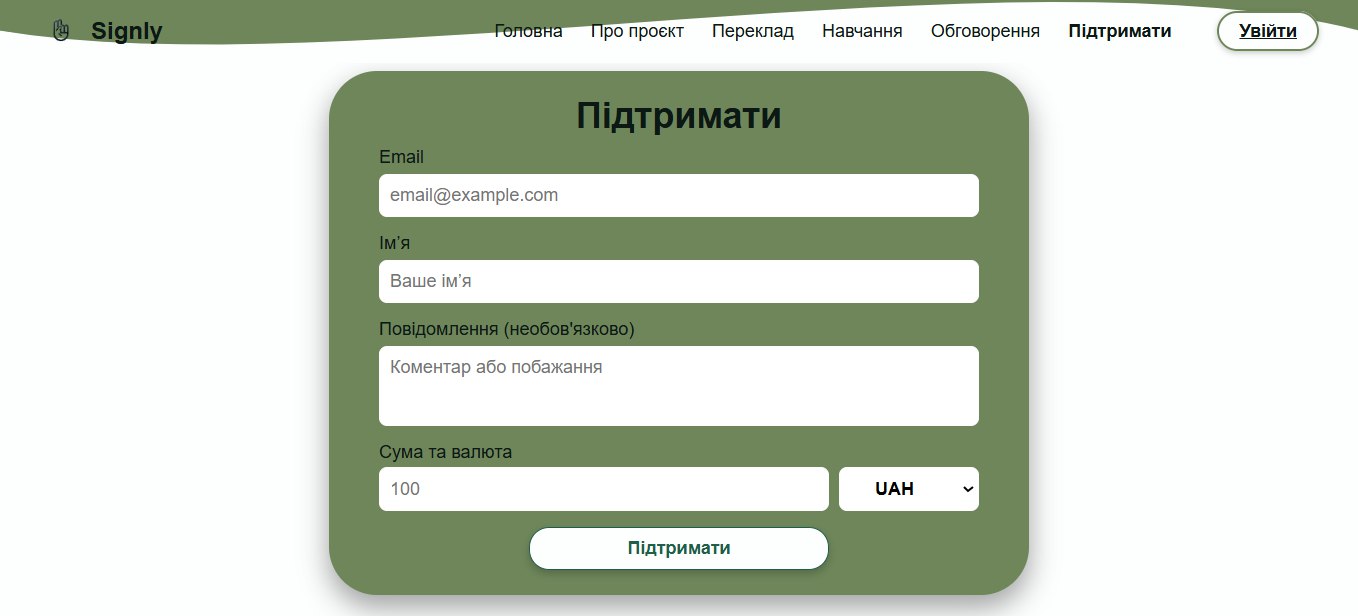 Signly Головна Про проєкт Переклад Навчання Обговорення Підтримати Увійти
Підтримати
Email
email@example.com
Ім’я
Ваше ім’я
Повідомлення (необов'язково)
Коментар або побажання
Сума та валюта
100 UAH
Підтримати